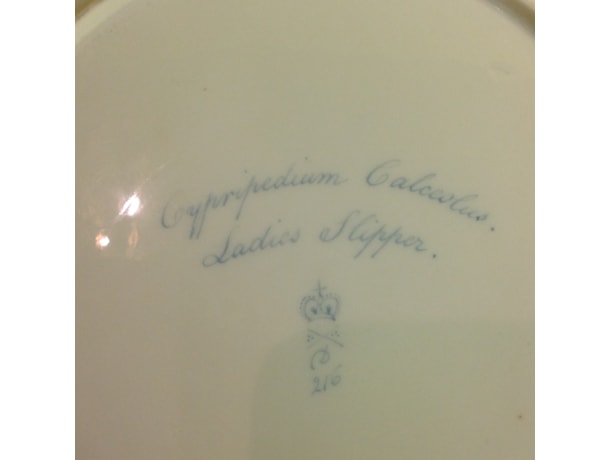 Cypripedium Calceolus.
Ladies Slipper.
216